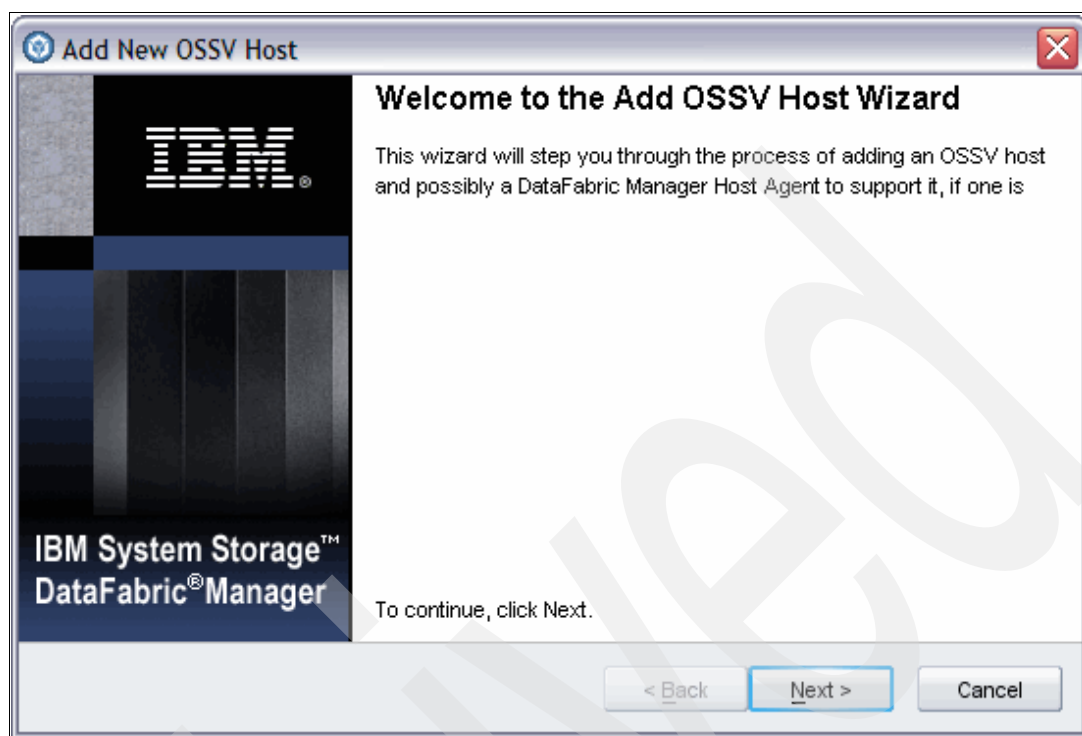 Add New OSSV Host
IBM®
Welcome to the Add OSSV Host Wizard
This wizard will step you through the process of adding an OSSV host
and possibly a DataFabric Manager Host Agent to support it, if one is
IBM System Storage™
DataFabric®Manager
To continue, click Next.
< Back
Next >
Cancel